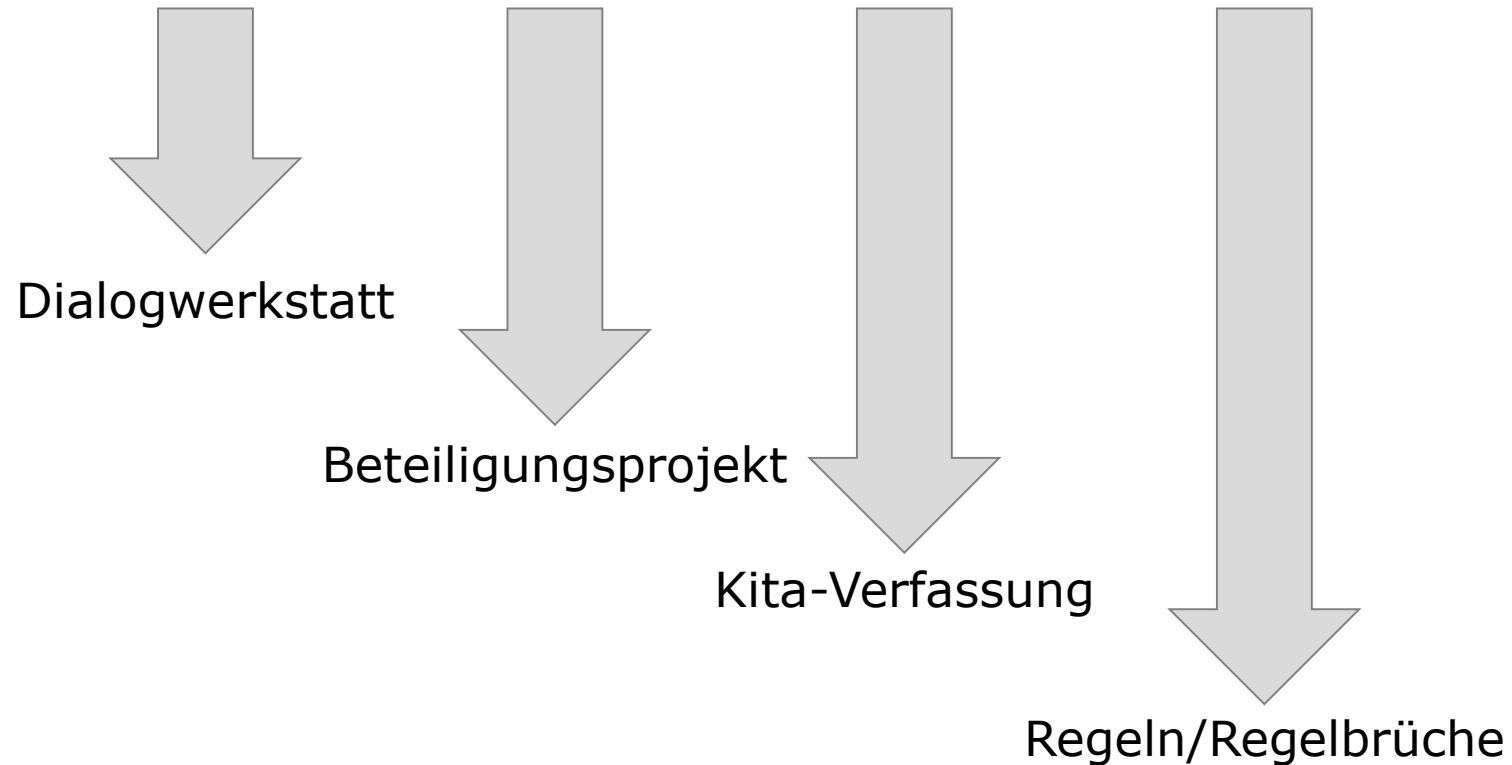 Dialogwerkstatt
Beteiligungsprojekt
Kita-Verfassung
Regeln/Regelbrüche